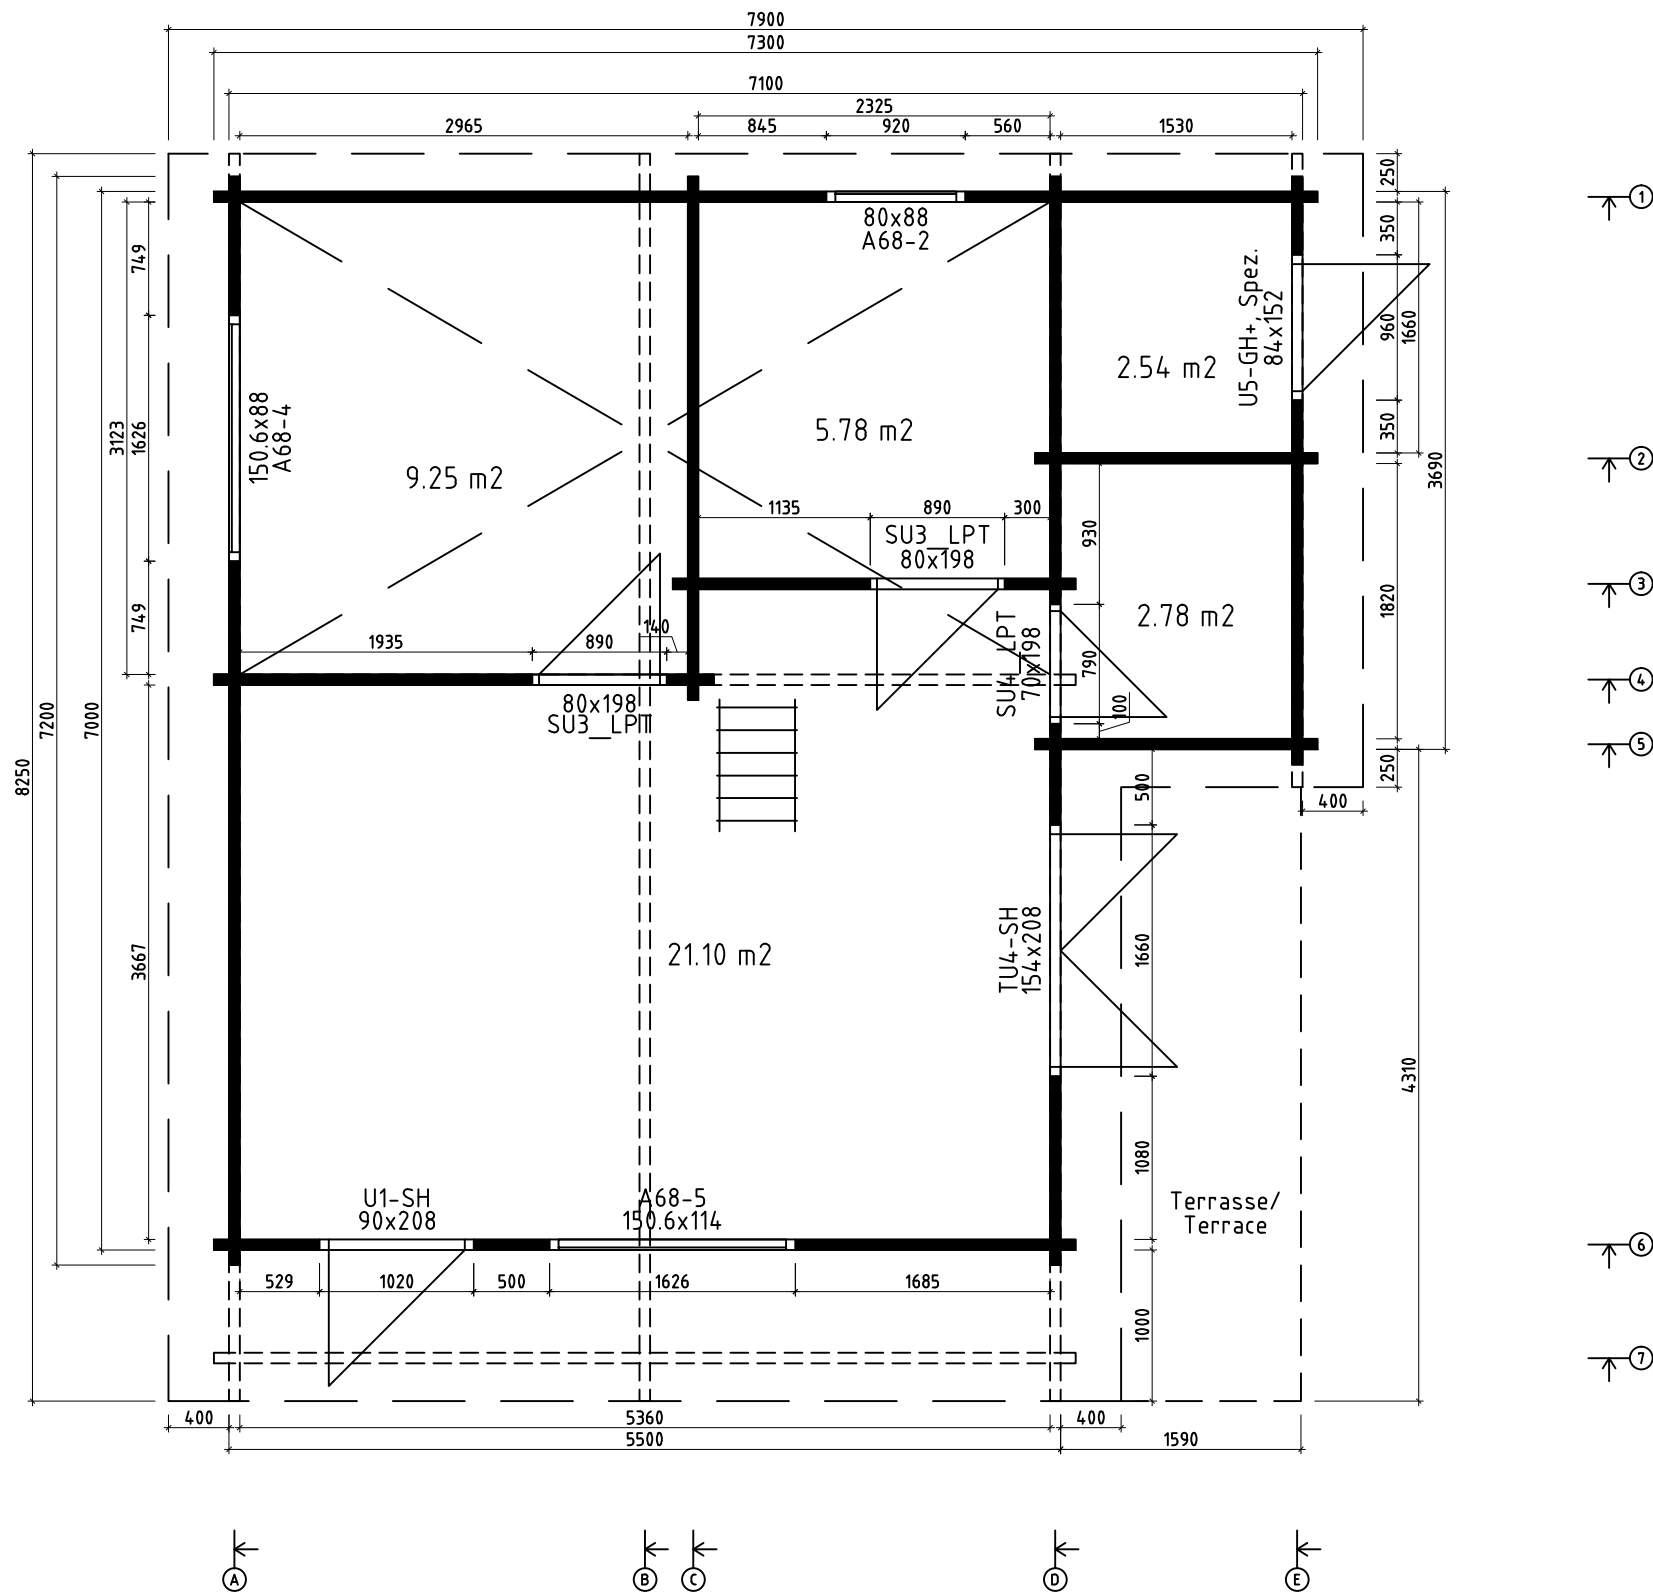 7900
7300
7100
2325
2965
845
920
560
1530
250
749
80x88
A68-2
350
U5-GH+, Spez.
84x152
960
1660
350
3690
3123
1626
150.6x88
A68-4
9.25 m2
5.78 m2
2.54 m2
1135
890
300
SU3_LPT
80x198
930
749
1935
890
140
SU4_LPT
70x198
790
100
2.78 m2
1820
80x198
SU3_LPT
7200
7000
8250
3667
500
250
400
21.10 m2
TU4-SH
154x208
1660
4310
1080
U1-SH
90x208
A68-5
150.6x114
Terrasse/
Terrace
529
1020
500
1626
1685
1000
400
5360
400
5500
1590
1
2
3
4
5
6
7
A
B
C
D
E